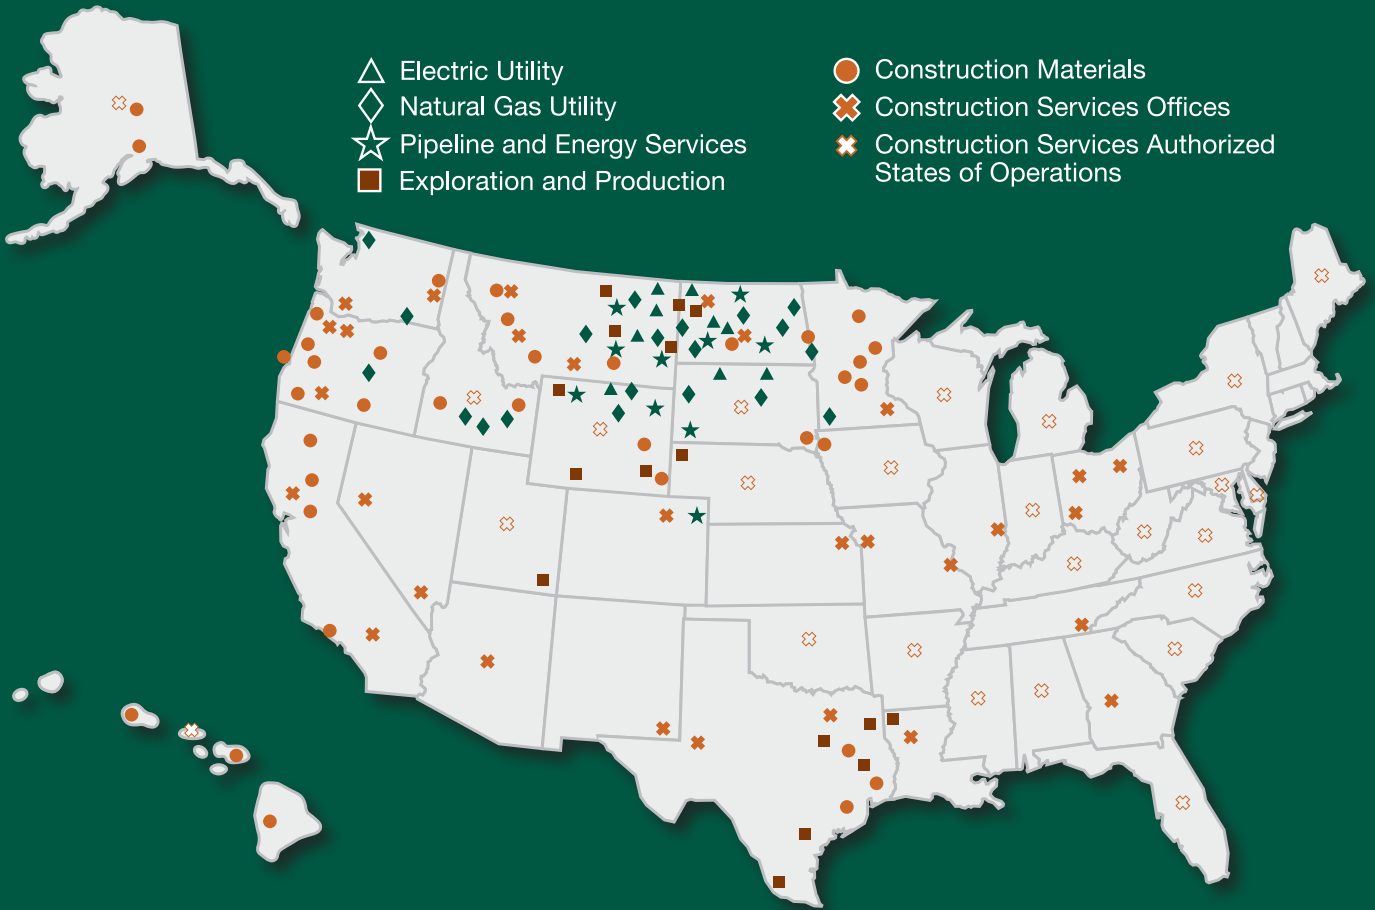 Electric Utility
Natural Gas Utility
Pipeline and Energy Services
Exploration and Production
Construction Materials
Construction Services Offices
Construction Services Authorized
States of Operations